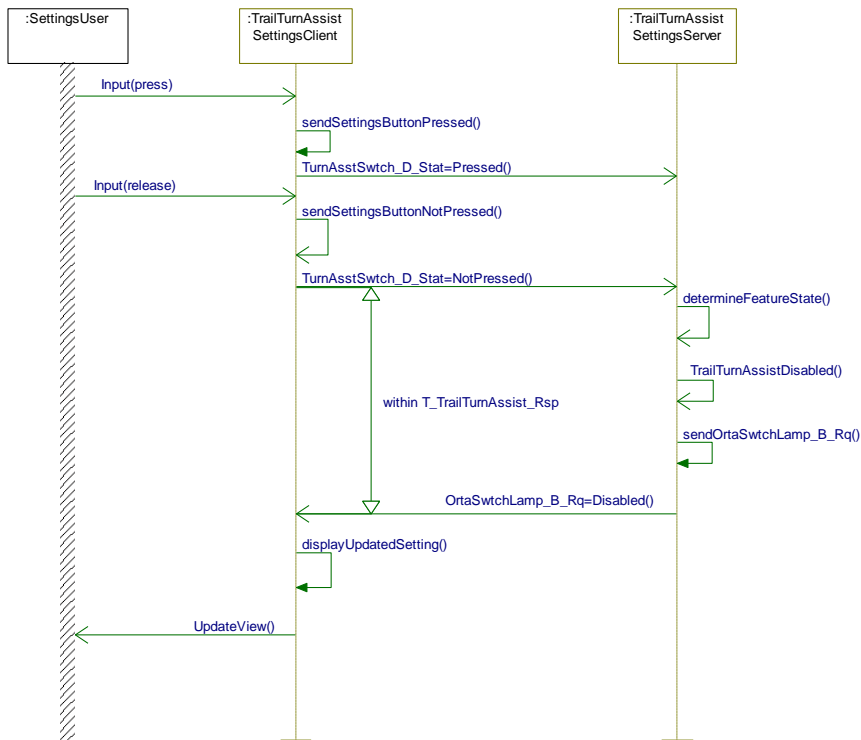 :SettingsUser
:TrailTurnAssist
SettingsClient
:TrailTurnAssist
SettingsServer
Input(press)
sendSettingsButtonPressed()
TurnAsstSwtch_D_Stat=Pressed()
Input(release)
sendSettingsButtonNotPressed()
TurnAsstSwtch_D_Stat=NotPressed()
determineFeatureState()
TrailTurnAssistDisabled()
within T_TrailTurnAssist_Rsp
sendOrtaSwtchLamp_B_Rq()
OrtaSwtchLamp_B_Rq=Disabled()
displayUpdatedSetting()
UpdateView()